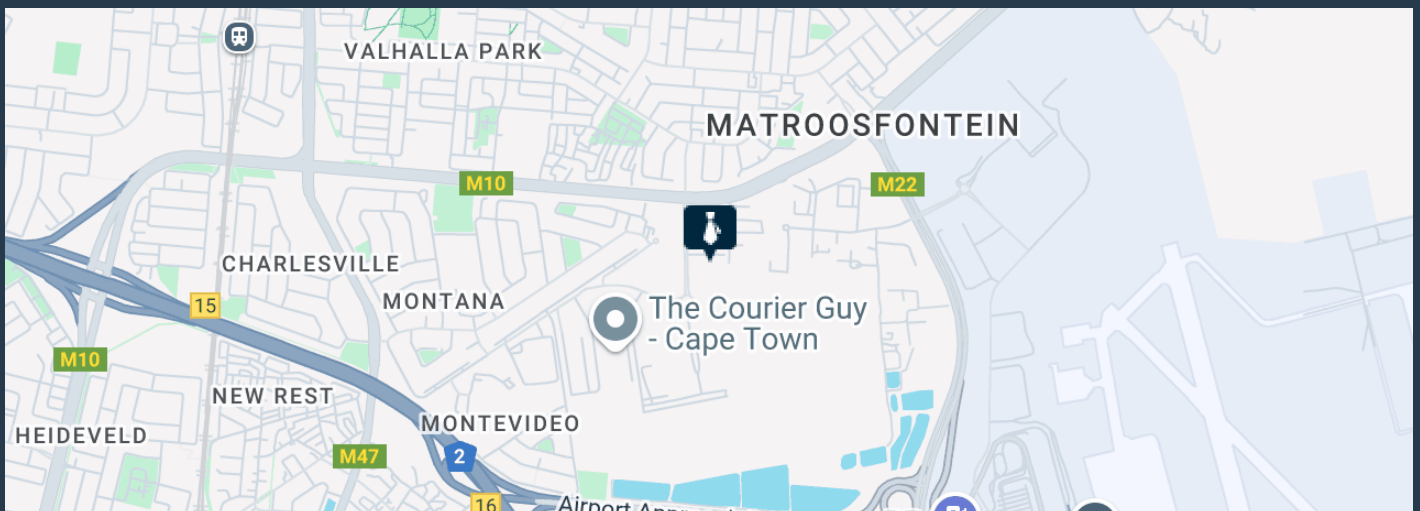 VALHALLA PARK
MATROOSFONTEIN
M10
M22
CHARLESVILLE
MONTANA
15
The Courier Guy
- Cape Town
M10
NEW REST
MONTEVIDEO
HEIDEVELD
M47
2
16
Airport